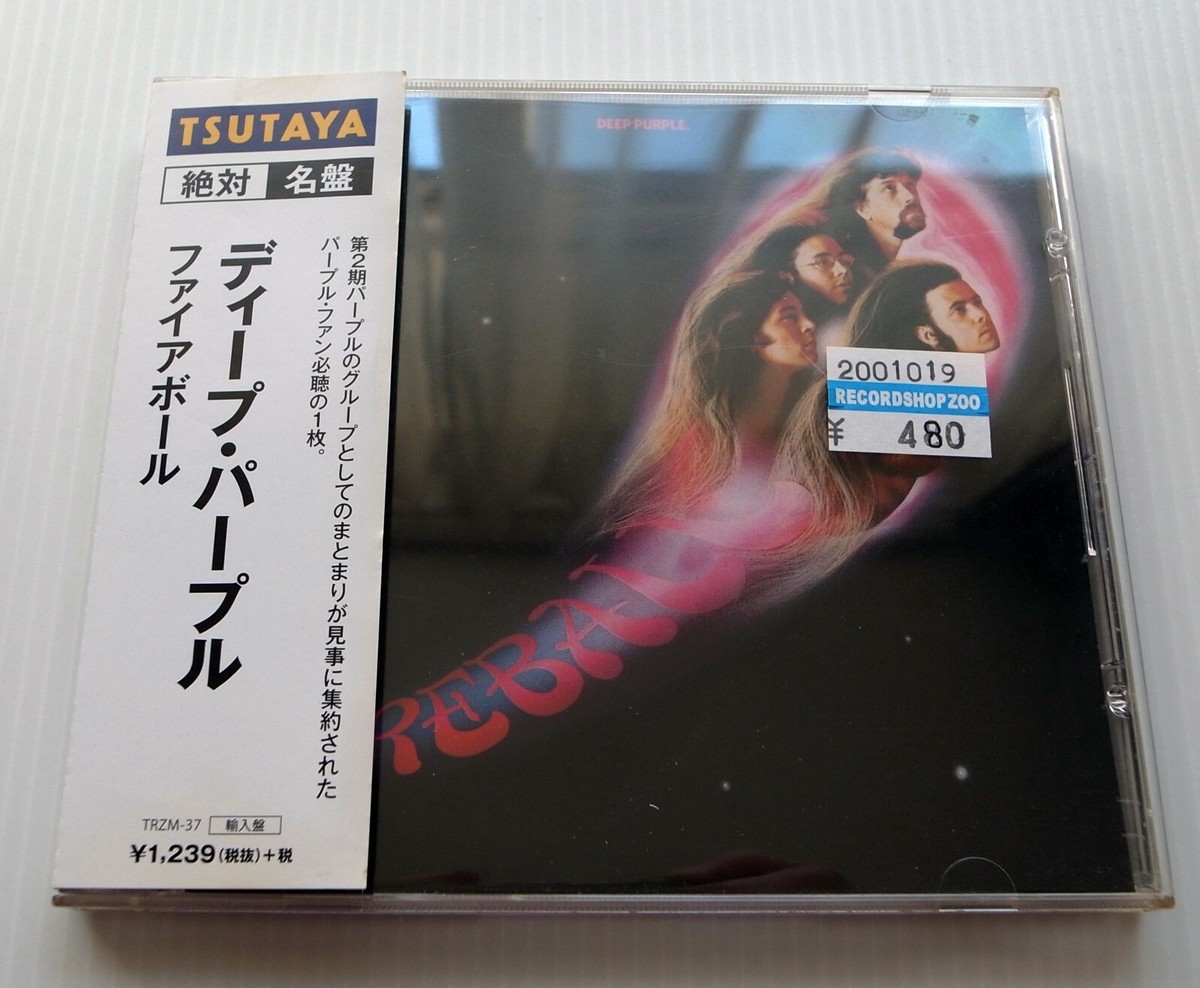 TSUTAYA
絶対 名盤
第2期パープルのグループとしてのまとまりが見事に集約された
パープル・ファン必聴の1枚。
ディープ・パープル
ファイアボール
TRZM-37 輸入盤
¥1,239(税抜)+税
DEEP PURPLE.
2001019
RECORDSHOP ZOO
¥ 480
REBALL